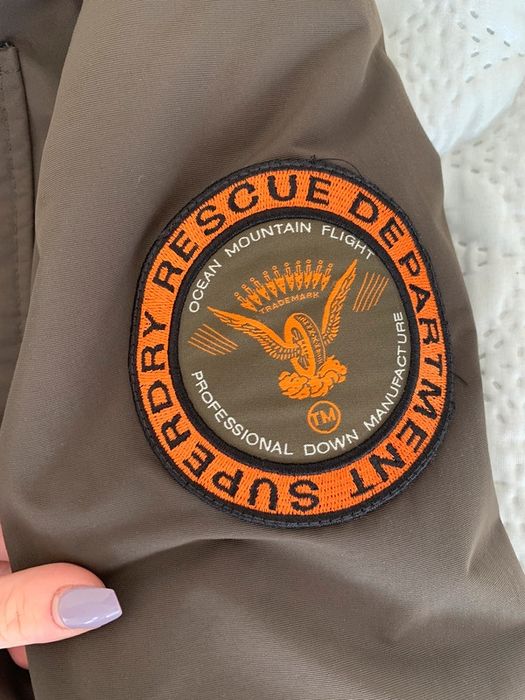 SUPERDRY RESCUE DEPARTMENT
OCEAN MOUNTAIN FLIGHT
TRADEMARK
TM
PROFESSIONAL DOWN MANUFACTURE